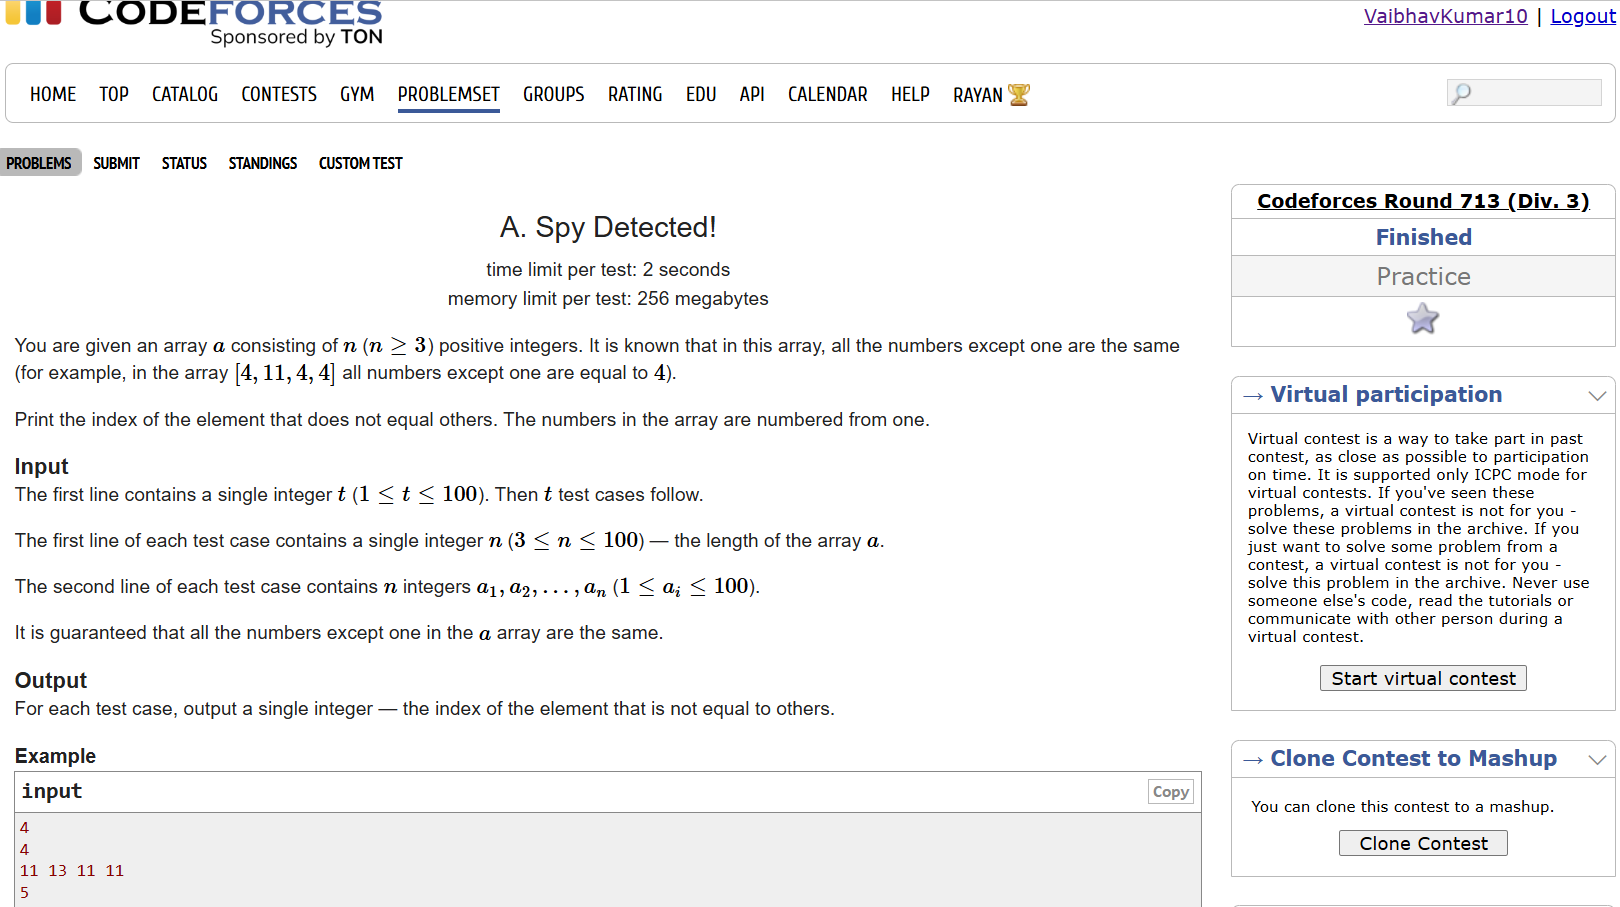 CODEFORCES
Sponsored by TON
VaibhavKumar10 | Logout
HOME TOP CATALOG CONTESTS GYM PROBLEMSET GROUPS RATING EDU API CALENDAR HELP RAYAN
PROBLEMS SUBMIT STATUS STANDINGS CUSTOM TEST
A. Spy Detected!
time limit per test: 2 seconds
memory limit per test: 256 megabytes
You are given an array a consisting of n (n ≥ 3) positive integers. It is known that in this array, all the numbers except one are the same
(for example, in the array [4, 11, 4, 4] all numbers except one are equal to 4).
Print the index of the element that does not equal others. The numbers in the array are numbered from one.
Input
The first line contains a single integer t (1 ≤ t ≤ 100). Then t test cases follow.
The first line of each test case contains a single integer n (3 ≤ n ≤ 100) — the length of the array a.
The second line of each test case contains n integers a₁, a₂, . . . , aₙ (1 ≤ aᵢ ≤ 100).
It is guaranteed that all the numbers except one in the a array are the same.
Output
For each test case, output a single integer — the index of the element that is not equal to others.
Example
input
Copy
4
4
11 13 11 11
5
Codeforces Round 713 (Div. 3)
Finished
Practice
→ Virtual participation
Virtual contest is a way to take part in past
contest, as close as possible to participation
on time. It is supported only ICPC mode for
virtual contests. If you've seen these
problems, a virtual contest is not for you -
solve these problems in the archive. If you
just want to solve some problem from a
contest, a virtual contest is not for you -
solve this problem in the archive. Never use
someone else's code, read the tutorials or
communicate with other person during a
virtual contest.
Start virtual contest
→ Clone Contest to Mashup
You can clone this contest to a mashup.
Clone Contest